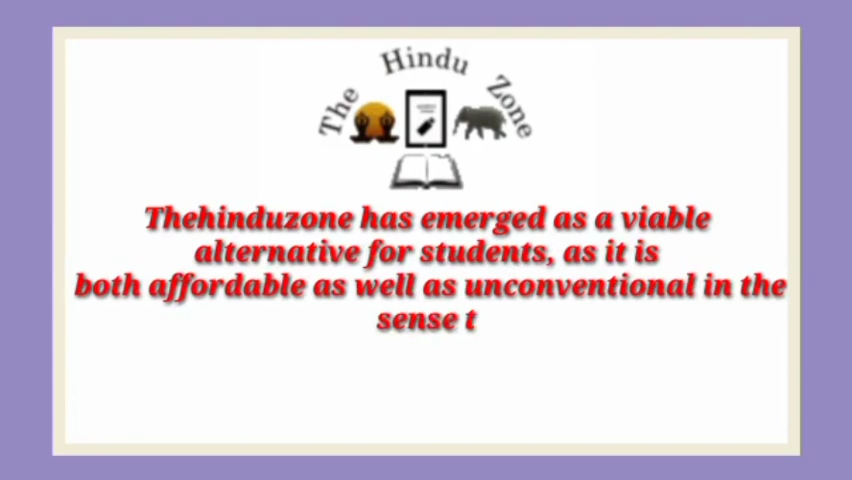 The Hindu Zone
Thehinduzone has emerged as a viable
alternative for students, as it is
both affordable as well as unconventional in the
sense t